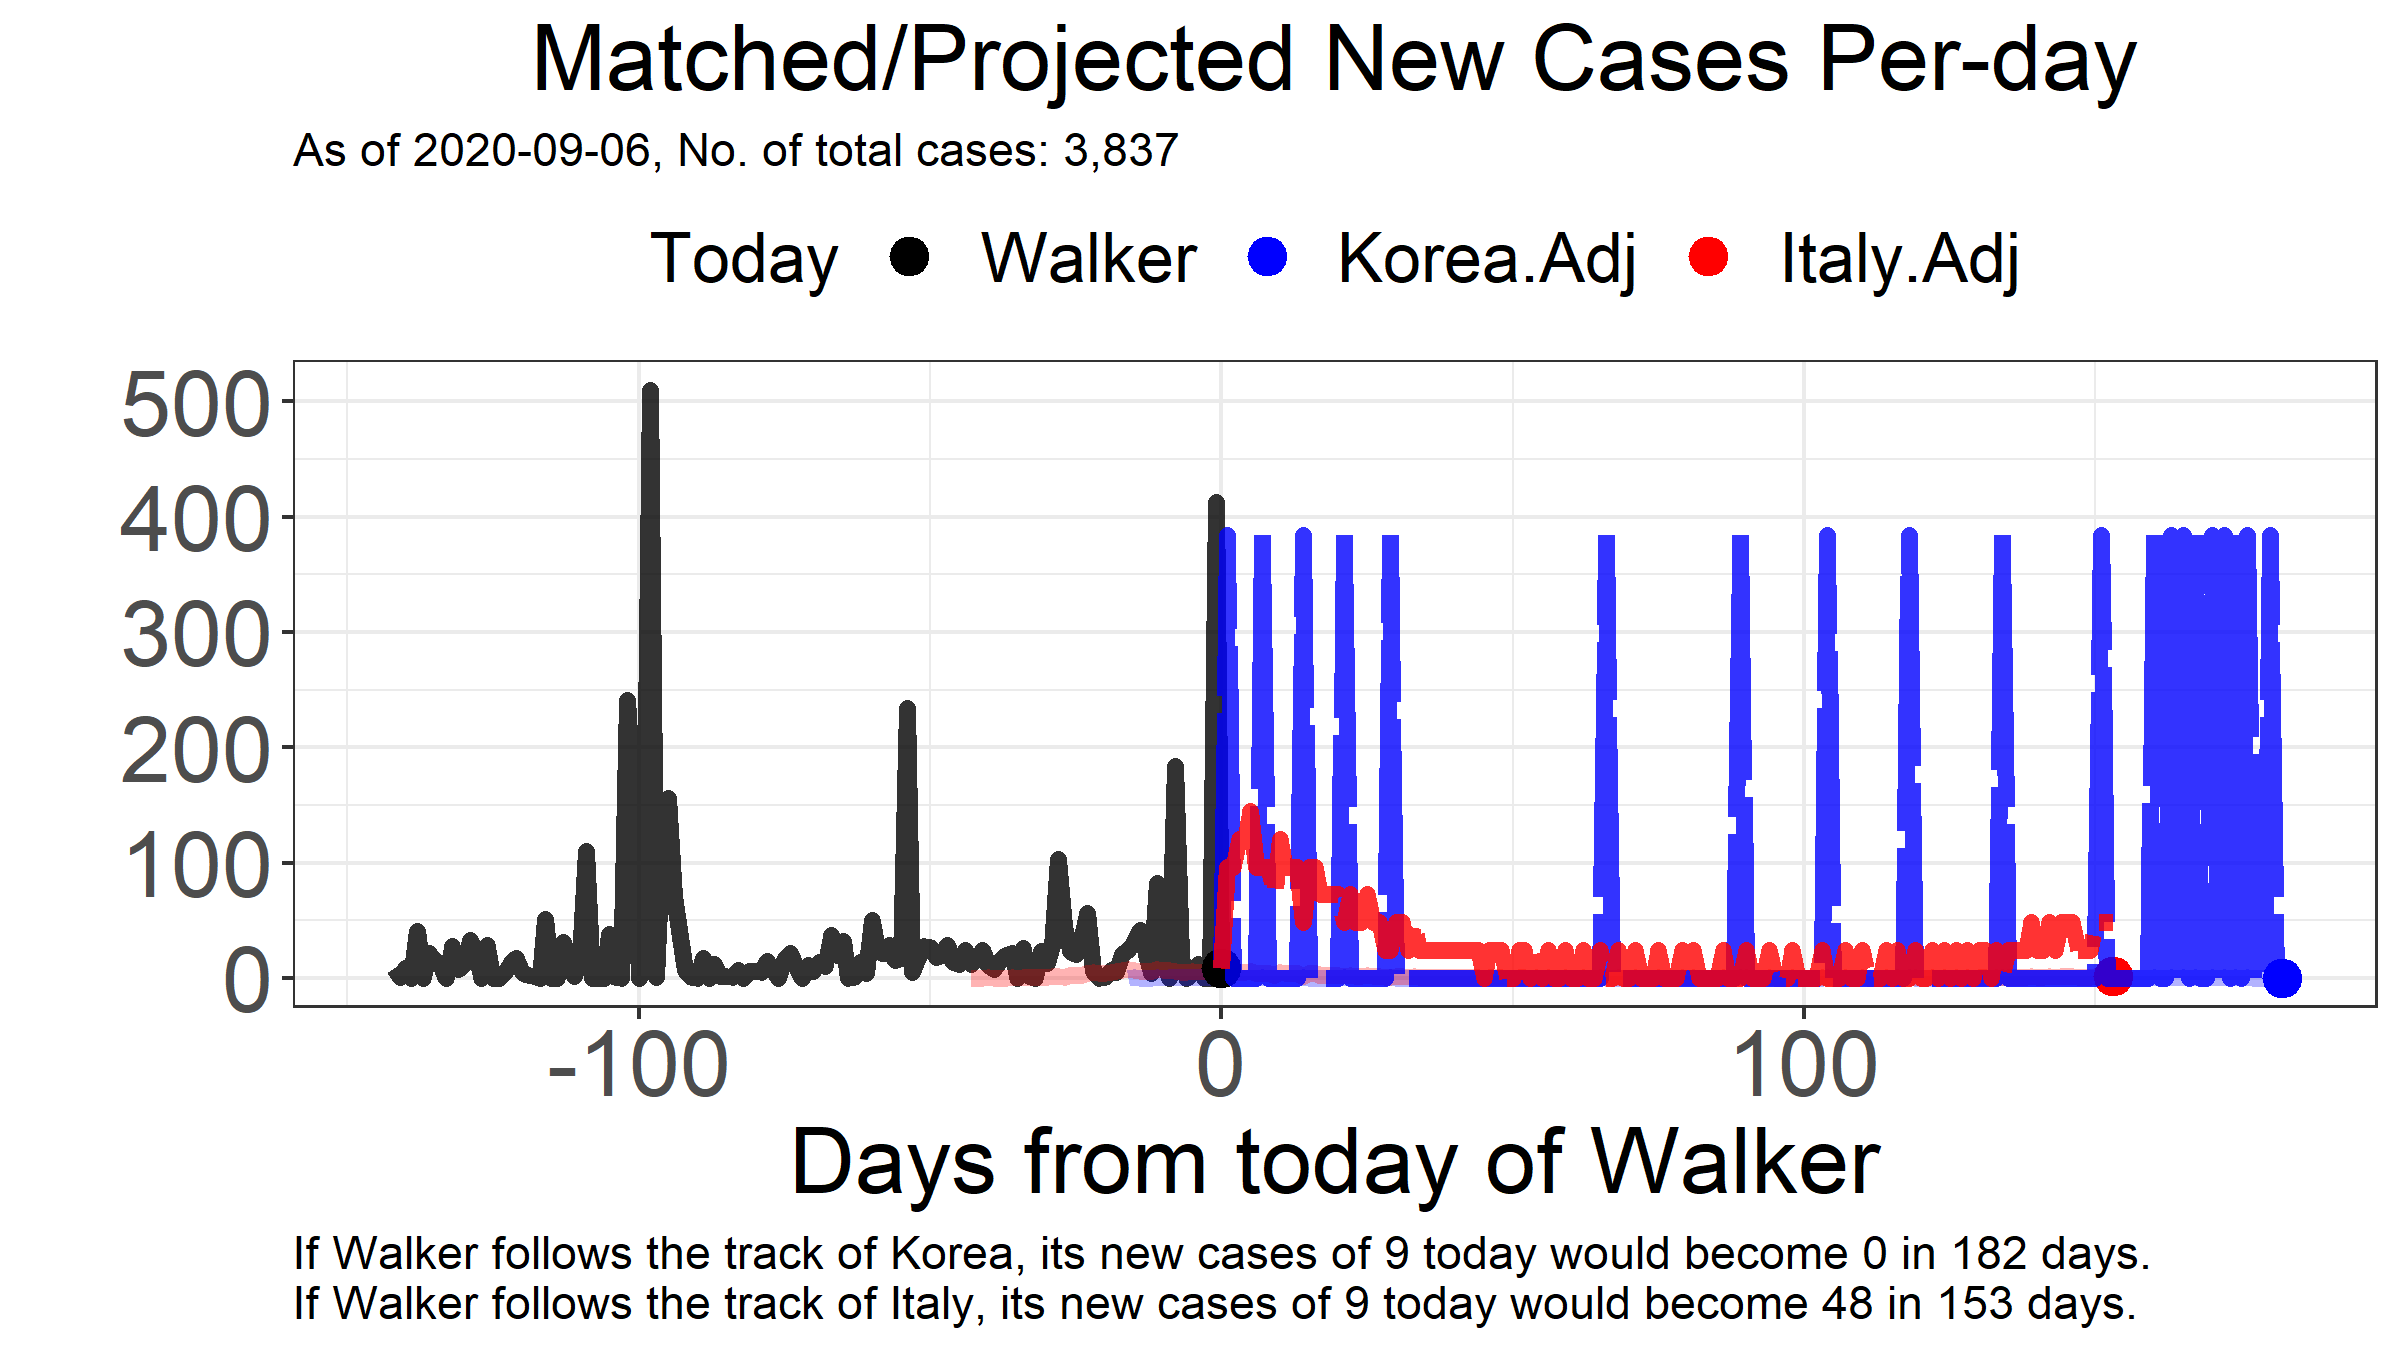 Matched/Projected New Cases Per-day
As of 2020-09-06, No. of total cases: 3,837
Today Walker Korea.Adj Italy.Adj
500
400
300
200
100
0
-100 0 100
Days from today of Walker
If Walker follows the track of Korea, its new cases of 9 today would become 0 in 182 days.
If Walker follows the track of Italy, its new cases of 9 today would become 48 in 153 days.